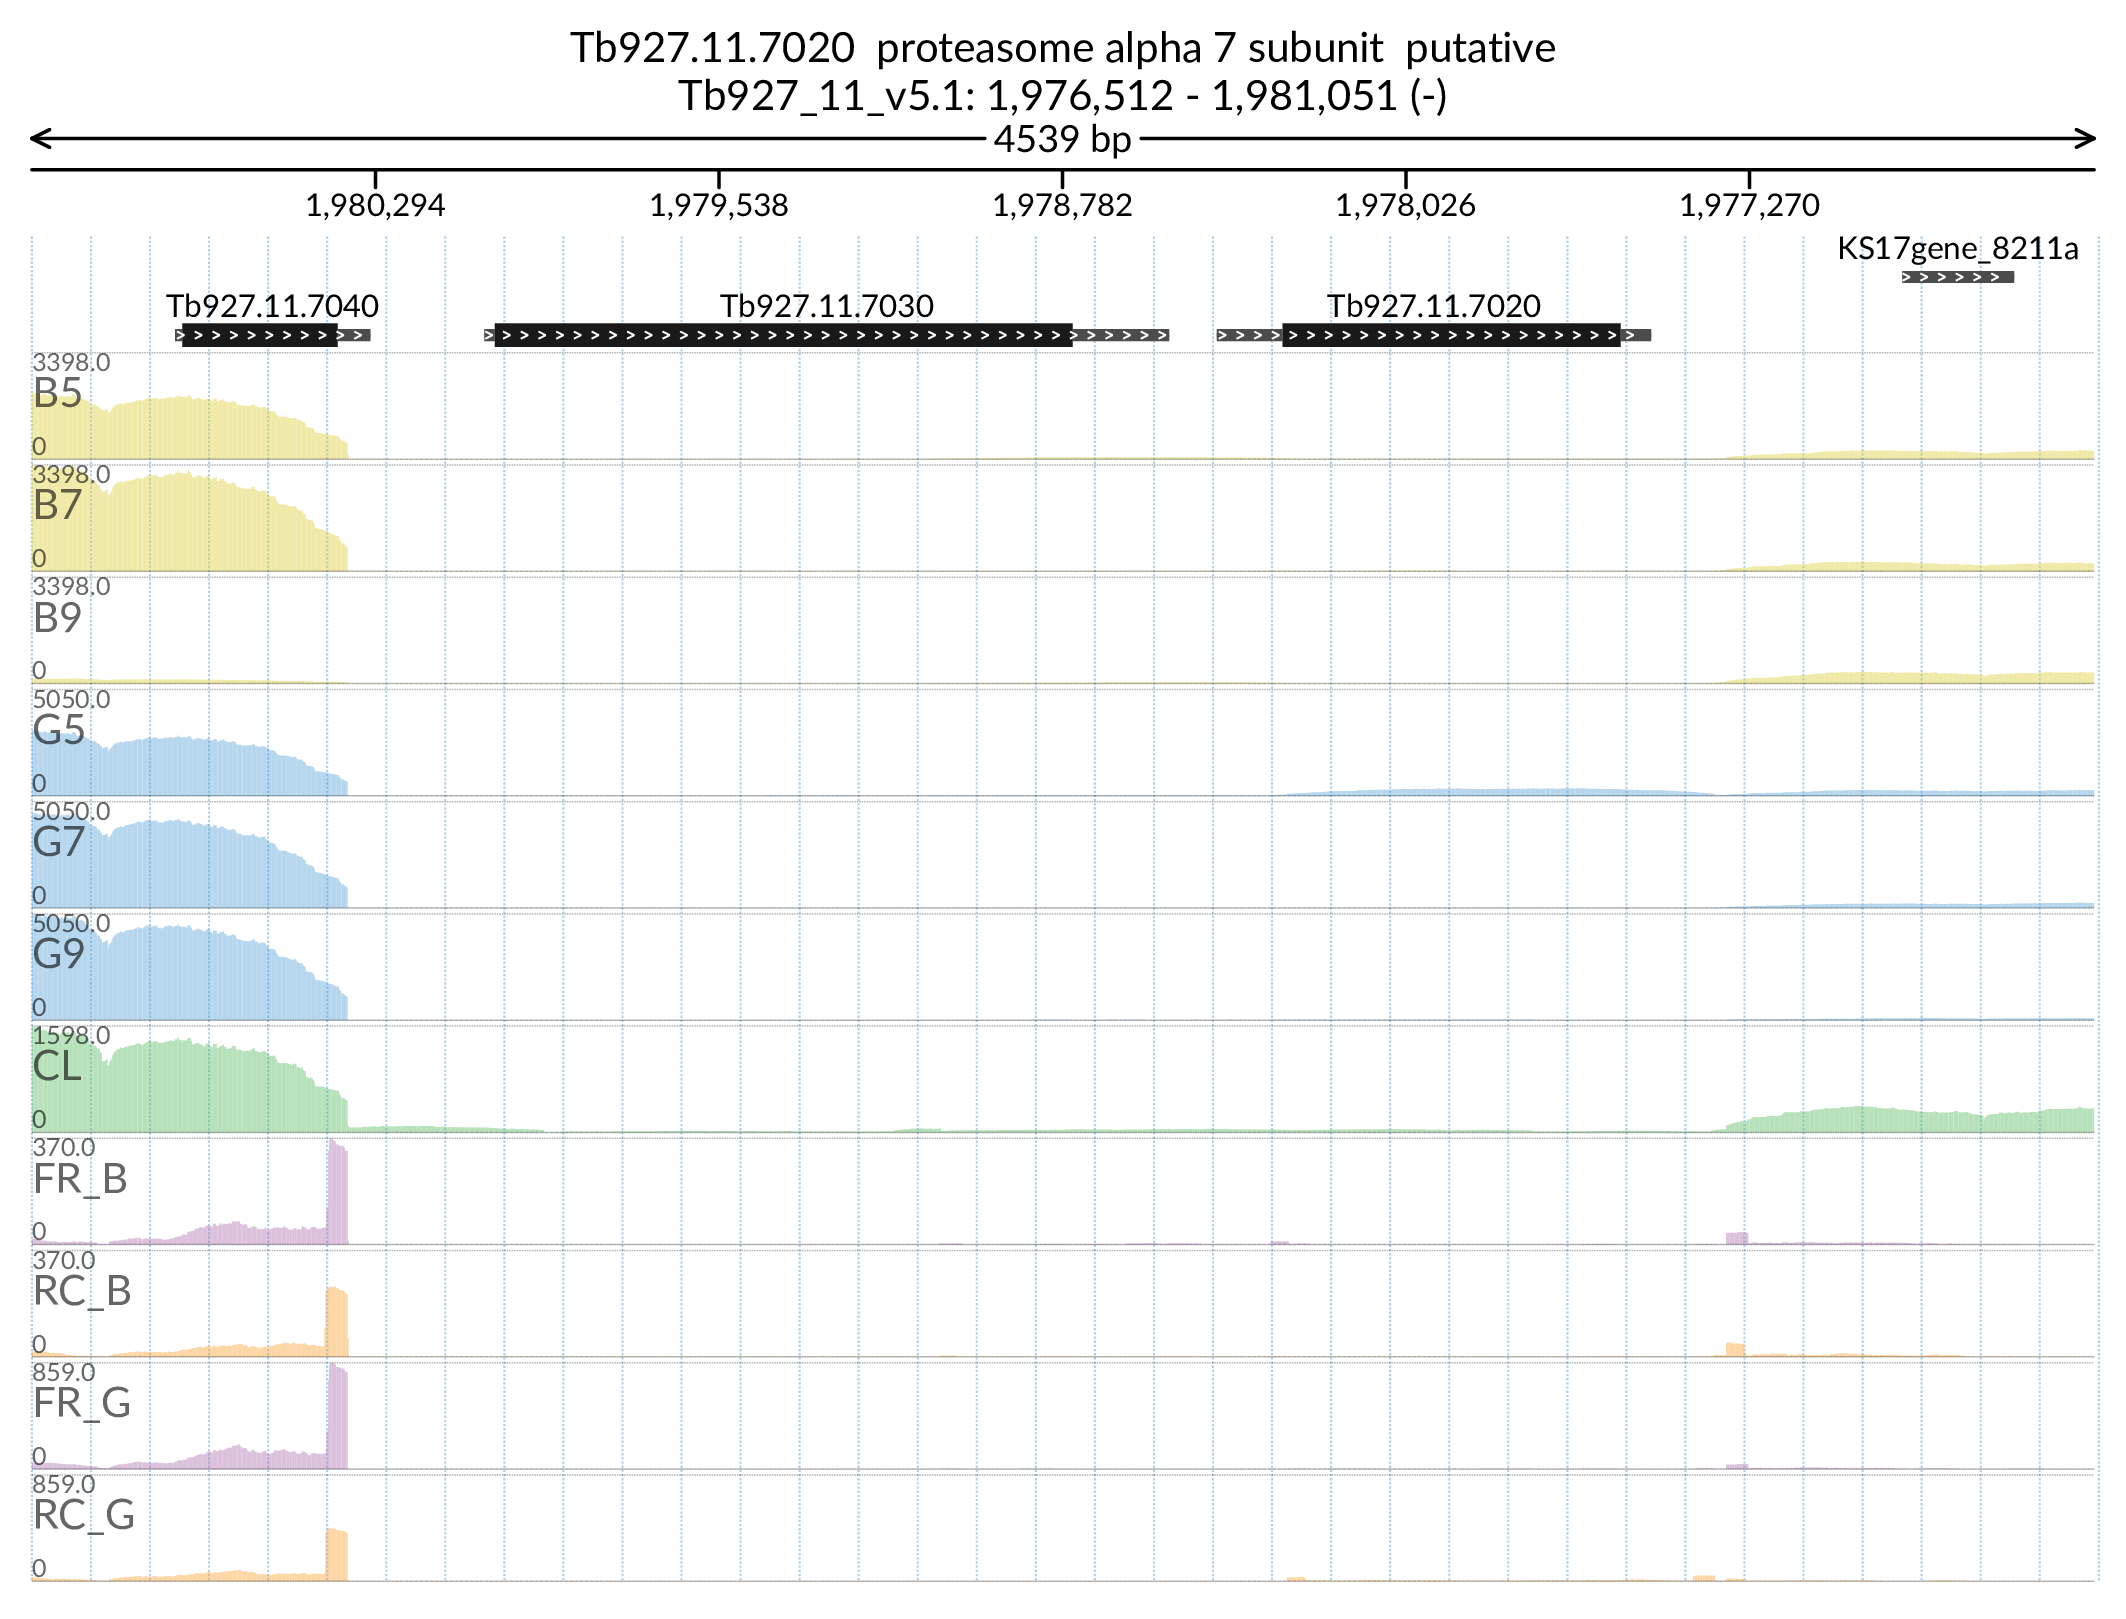 Tb927.11.7020  proteasome alpha 7 subunit  putative
Tb927_11_v5.1: 1,976,512 - 1,981,051 (-)
4539 bp
1,980,294 1,979,538 1,978,782 1,978,026 1,977,270
KS17gene_8211a
Tb927.11.7040 Tb927.11.7030 Tb927.11.7020
3398.0
B5
0
3398.0
B7
0
3398.0
B9
0
5050.0
G5
0
5050.0
G7
0
5050.0
G9
0
1598.0
CL
0
370.0
FR_B
0
370.0
RC_B
0
859.0
FR_G
0
859.0
RC_G
0